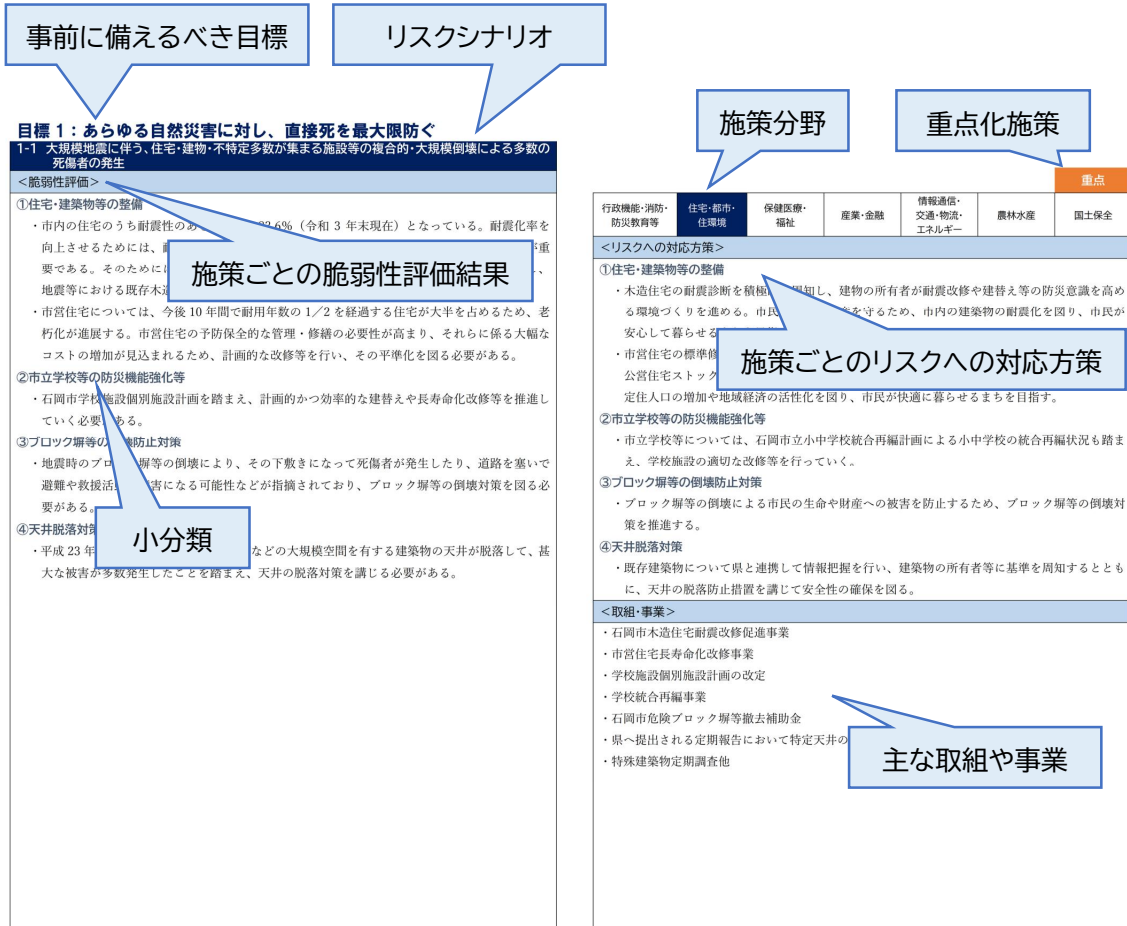 事前に備えるべき目標
リスクシナリオ
目標 1：あらゆる自然災害に対し、直接死を最大限防ぐ
1-1 大規模地震に伴う、住宅・建物・不特定多数が集まる施設等の複合的・大規模倒壊による多数の
死傷者の発生
＜脆弱性評価＞
①住宅・建築物等の整備
・市内の住宅のうち耐震性のあ 6%（令和 3 年末現在）となっている。耐震化率を
向上させるためには、 が重
要である。そのためには 、
施策ごとの脆弱性評価結果
地震等における既存木造
・市営住宅については、今後 10 年間で耐用年数の 1／2 を経過する住宅が大半を占めるため、老
朽化が進展する。市営住宅の予防保全的な管理・修繕の必要性が高まり、それらに係る大幅な
コストの増加が見込まれるため、計画的な改修等を行い、その平準化を図る必要がある。
②市立学校等の防災機能強化等
・石岡市学校施設個別施設計画を踏まえ、計画的かつ効率的な建替えや長寿命化改修等を推進し
ていく必要 ある。
③ブロック塀等の 防止対策
・地震時のブロ 塀等の倒壊により、その下敷きになって死傷者が発生したり、道路を塞いで
避難や救援活 害になる可能性などが指摘されており、ブロック塀等の倒壊対策を図る必
要がある。
④天井脱落対
小分類
・平成 23 年 などの大規模空間を有する建築物の天井が脱落して、甚
大な被害が多数発生したことを踏まえ、天井の脱落対策を講じる必要がある。
施策分野
重点化施策
重点
行政機能・消防・
防災教育等
住宅・都市・
住環境
保健医療・
福祉
産業・金融
情報通信・
交通・物流・
エネルギー
農林水産
国土保全
＜リスクへの対応方策＞
①住宅・建築物等の整備
・木造住宅の耐震診断を積極 周知し、建物の所有者が耐震改修や建替え等の防災意識を高め
る環境づくりを進める。市民 を守るため、市内の建築物の耐震化を図り、市民が
安心して暮らせる
・市営住宅の標準修
施策ごとのリスクへの対応方策
公営住宅ストック
定住人口の増加や地域経済の活性化を図り、市民が快適に暮らせるまちを目指す。
②市立学校等の防災機能強化等
・市立学校等については、石岡市立小中学校統合再編計画による小中学校の統合再編状況も踏ま
え、学校施設の適切な改修等を行っていく。
③ブロック塀等の倒壊防止対策
・ブロック塀等の倒壊による市民の生命や財産への被害を防止するため、ブロック塀等の倒壊対
策を推進する。
④天井脱落対策
・既存建築物について県と連携して情報把握を行い、建築物の所有者等に基準を周知するととも
に、天井の脱落防止措置を講じて安全性の確保を図る。
＜取組・事業＞
・石岡市木造住宅耐震改修促進事業
・市営住宅長寿命化改修事業
・学校施設個別施設計画の改定
・学校統合再編事業
・石岡市危険ブロック塀等撤去補助金
・県へ提出される定期報告において特定天井の
・特殊建築物定期調査他
主な取組や事業